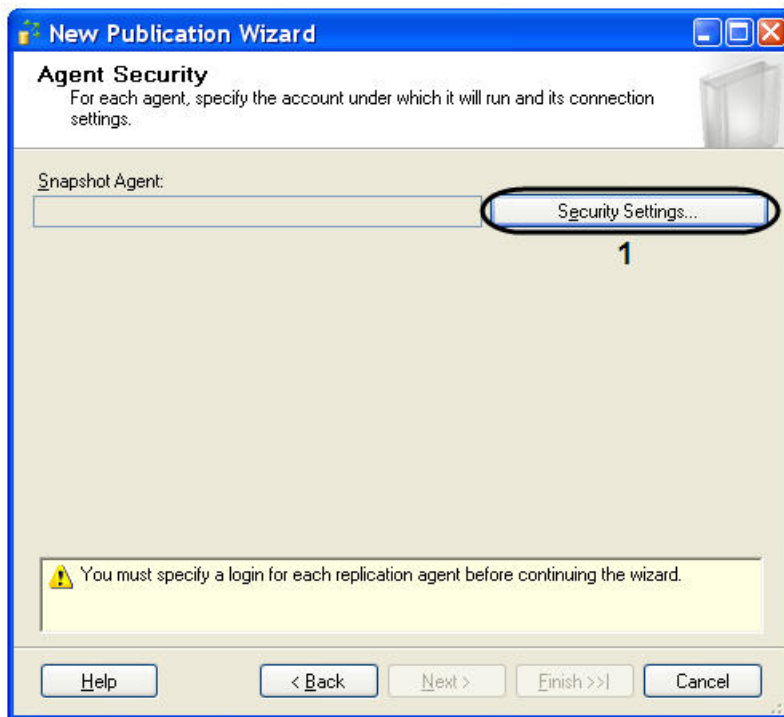 New Publication Wizard
Agent Security
For each agent, specify the account under which it will run and its connection
settings.
Snapshot Agent:
Security Settings...
1
You must specify a login for each replication agent before continuing the wizard.
Help
< Back
Next >
Finish >>|
Cancel